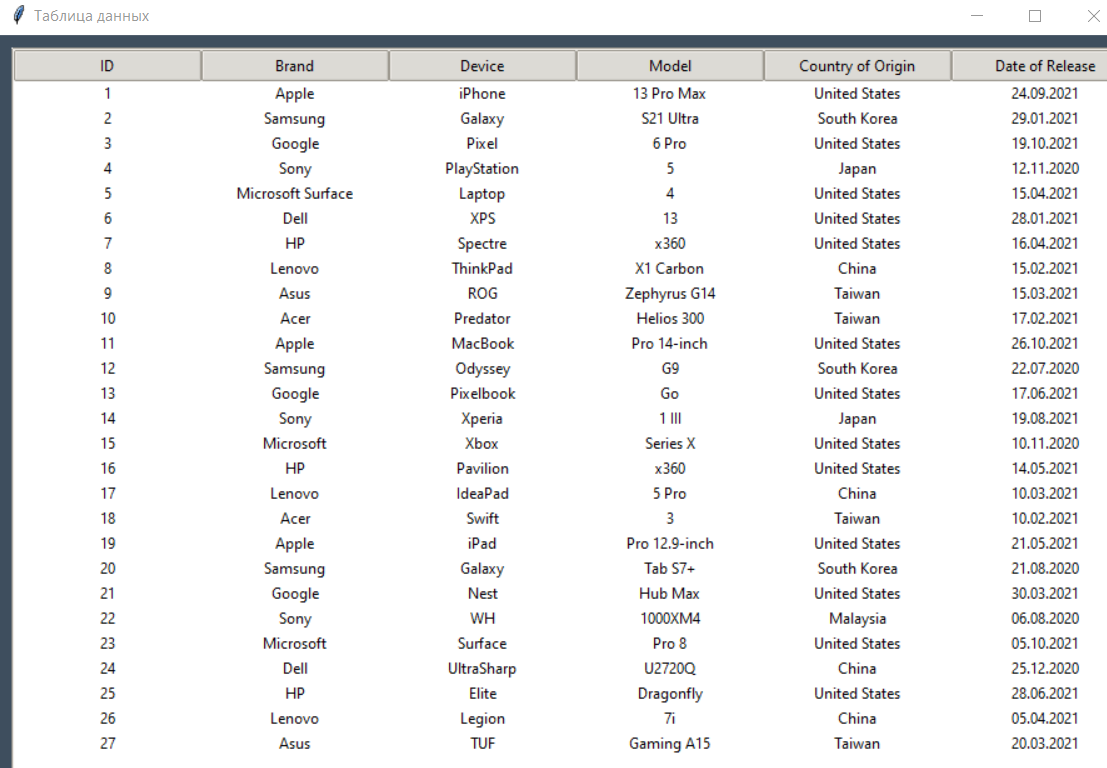 Таблица данных
ID Brand Device Model Country of Origin Date of Release
1 Apple iPhone 13 Pro Max United States 24.09.2021
2 Samsung Galaxy S21 Ultra South Korea 29.01.2021
3 Google Pixel 6 Pro United States 19.10.2021
4 Sony PlayStation 5 Japan 12.11.2020
5 Microsoft Surface Laptop 4 United States 15.04.2021
6 Dell XPS 13 United States 28.01.2021
7 HP Spectre x360 United States 16.04.2021
8 Lenovo ThinkPad X1 Carbon China 15.02.2021
9 Asus ROG Zephyrus G14 Taiwan 15.03.2021
10 Acer Predator Helios 300 Taiwan 17.02.2021
11 Apple MacBook Pro 14-inch United States 26.10.2021
12 Samsung Odyssey G9 South Korea 22.07.2020
13 Google Pixelbook Go United States 17.06.2021
14 Sony Xperia 1 III Japan 19.08.2021
15 Microsoft Xbox Series X United States 10.11.2020
16 HP Pavilion x360 United States 14.05.2021
17 Lenovo IdeaPad 5 Pro China 10.03.2021
18 Acer Swift 3 Taiwan 10.02.2021
19 Apple iPad Pro 12.9-inch United States 21.05.2021
20 Samsung Galaxy Tab S7+ South Korea 21.08.2020
21 Google Nest Hub Max United States 30.03.2021
22 Sony WH 1000XM4 Malaysia 06.08.2020
23 Microsoft Surface Pro 8 United States 05.10.2021
24 Dell UltraSharp U2720Q China 25.12.2020
25 HP Elite Dragonfly United States 28.06.2021
26 Lenovo Legion 7i China 05.04.2021
27 Asus TUF Gaming A15 Taiwan 20.03.2021